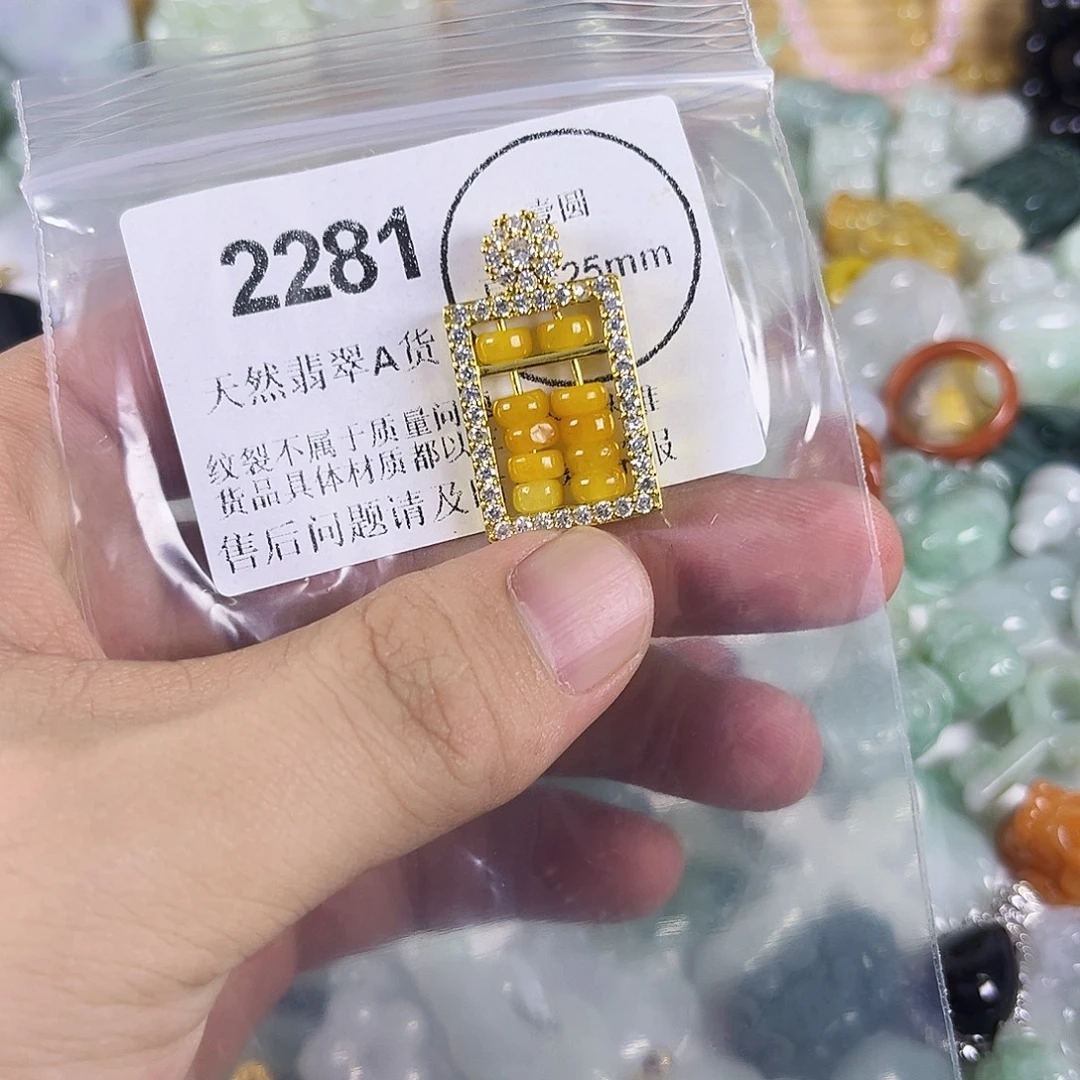 2281
圆
25mm
天然翡翠A货
纹裂不属于质量问
货品具体材质都以
售后问题请及